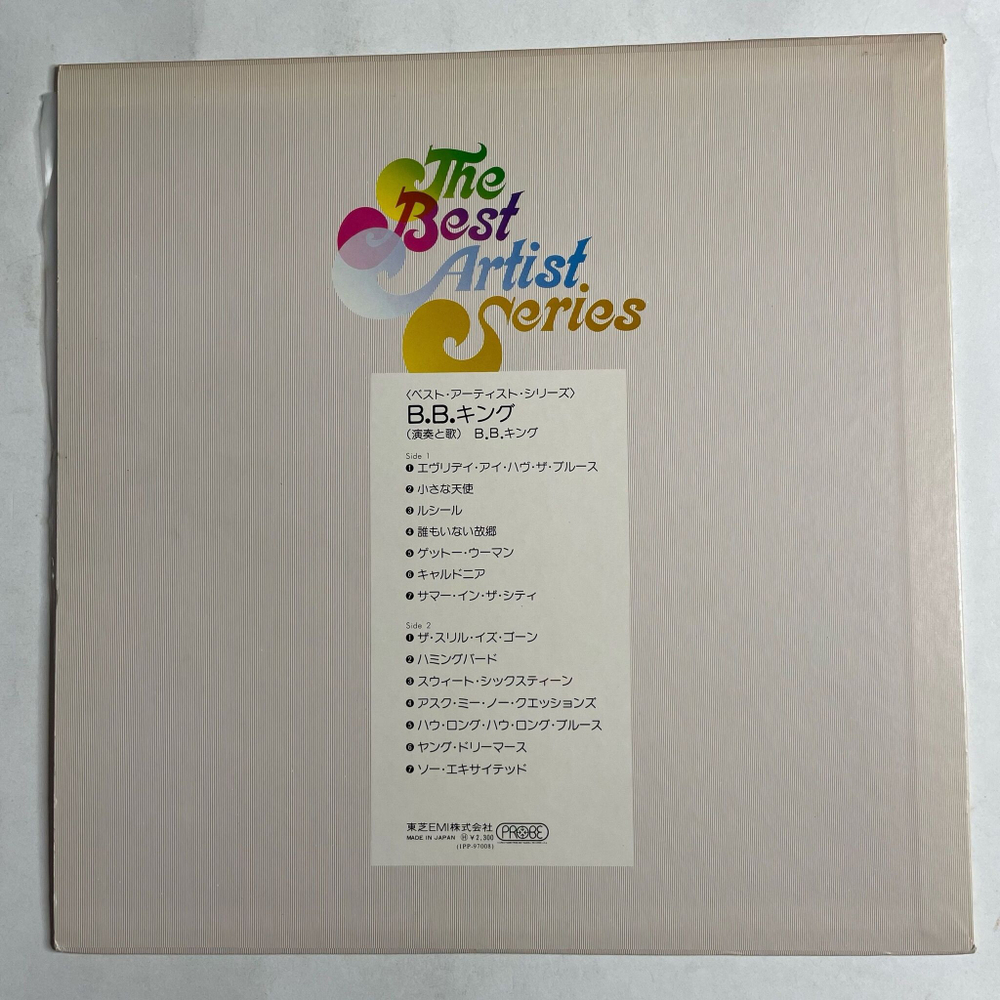 The
Best
Artist
Series
〈ベスト・アーティスト・シリーズ〉
B.B.キング
(演奏と歌) B.B.キング
Side 1
❶ エヴリデイ・アイ・ハヴ・ザ・ブルース
❷ 小さな天使
❸ ルシール
❹ 誰もいない故郷
❺ ゲットー・ウーマン
❻ キャルドニア
❼ サマー・イン・ザ・シティ
Side 2
❶ ザ・スリル・イズ・ゴーン
❷ ハミングバード
❸ スウィート・シックスティーン
❹ アスク・ミー・ノー・クエッションズ
❺ ハウ・ロング・ハウ・ロング・ブルース
❻ ヤング・ドリーマース
❼ ソー・エキサイテッド
東芝EMI株式会社
MADE IN JAPAN Ⓗ ¥2,300 PROBE
(IPP-97008)